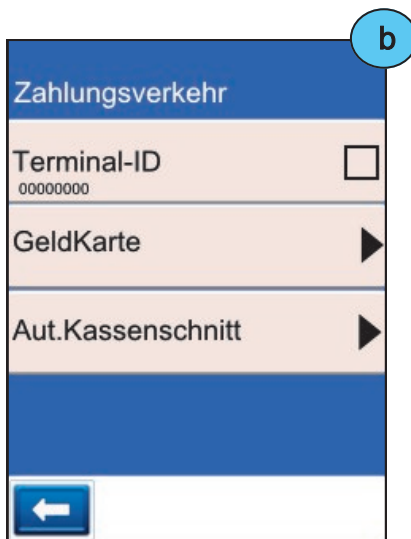 b
Zahlungsverkehr
Terminal-ID
00000000
GeldKarte
Aut.Kassenschnitt